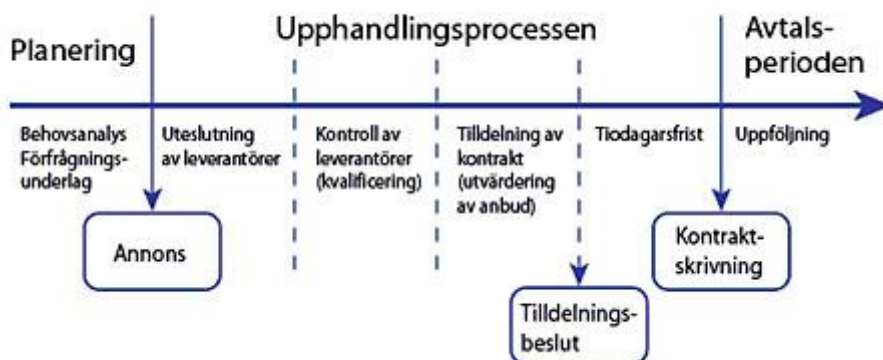 Planering
Upphandlingsprocessen
Avtals-
perioden
Behovsanalys
Förfrågnings-
underlag
Uteslutning
av leverantörer
Kontroll av
leverantörer
(kvalificering)
Tilldelning av
kontrakt
(utvärdering
av anbud)
Tiodagarsfrist
Uppföljning
Annons
Tilldelnings-
beslut
Kontrakt-
skrivning